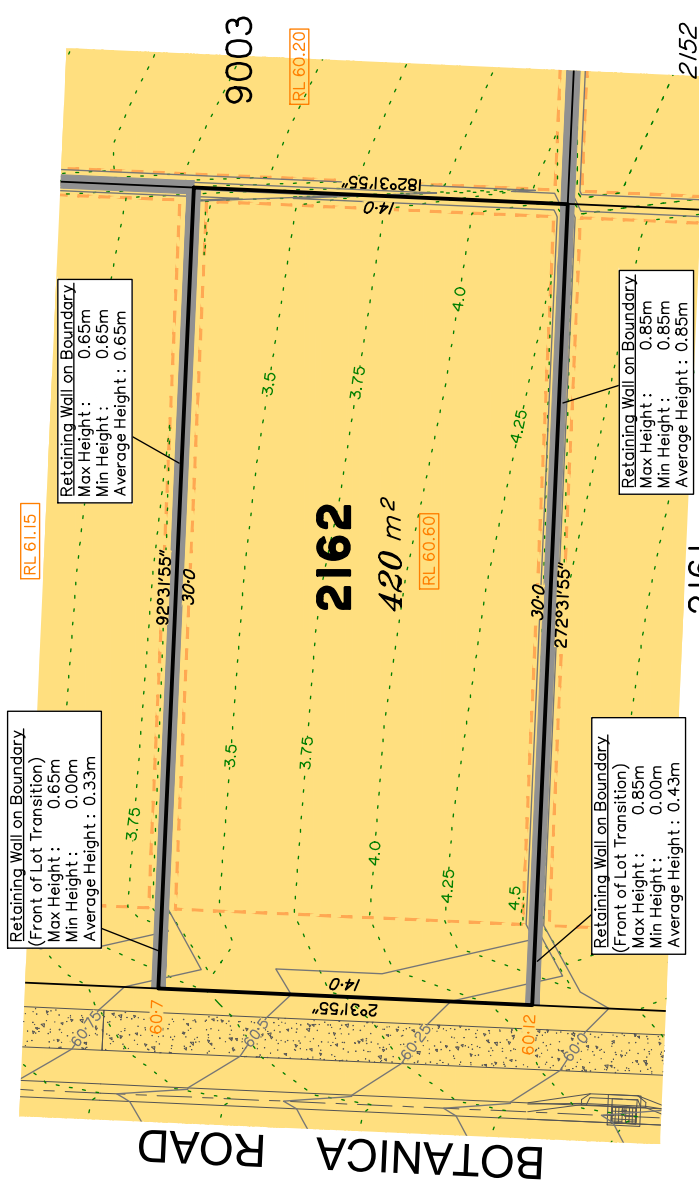 9003
RL 60.20
2152
182°31'55"
14·0
Retaining Wall on Boundary
Max Height : 0.65m
Min Height : 0.65m
Average Height : 0.65m
Retaining Wall on Boundary
Max Height : 0.85m
Min Height : 0.85m
Average Height : 0.85m
4.0
3.5
3.75
4.25
RL 61.15
92°31'55"
30·0
2162
420 m²
RL 60.60
30·0
272°31'55"
Retaining Wall on Boundary
(Front of Lot Transition)
Max Height : 0.65m
Min Height : 0.00m
Average Height : 0.33m
Retaining Wall on Boundary
(Front of Lot Transition)
Max Height : 0.85m
Min Height : 0.00m
Average Height : 0.43m
3.75
3.5
3.75
4.0
4.25
4.5
14·0
2°31'55"
60·7
60·12
60·75
60·5
60·25
60·0
BOTANICA ROAD